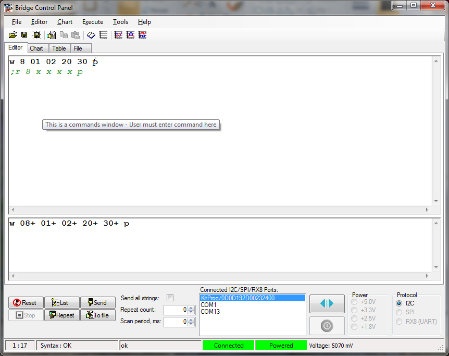 Bridge Control Panel
File Editor Chart Execute Tools Help
Editor Chart Table File
w 8 01 02 20 30 p
;r 8 x x x x p
This is a commands window - User must enter command here
w 08+ 01+ 02+ 20+ 30+ p
Reset List Send
Stop Repeat To file
Send all strings:
Repeat count: 0
Scan period, ms: 0
Connected I2C/SPI/RX8 Ports:
COM1
COM13
Power
+5.0V
+3.3V
+2.5V
+1.8V
Protocol
I2C
SPI
RX8 (UART)
1 : 17 Syntax : OK ok Connected Powered Voltage: 5070 mV